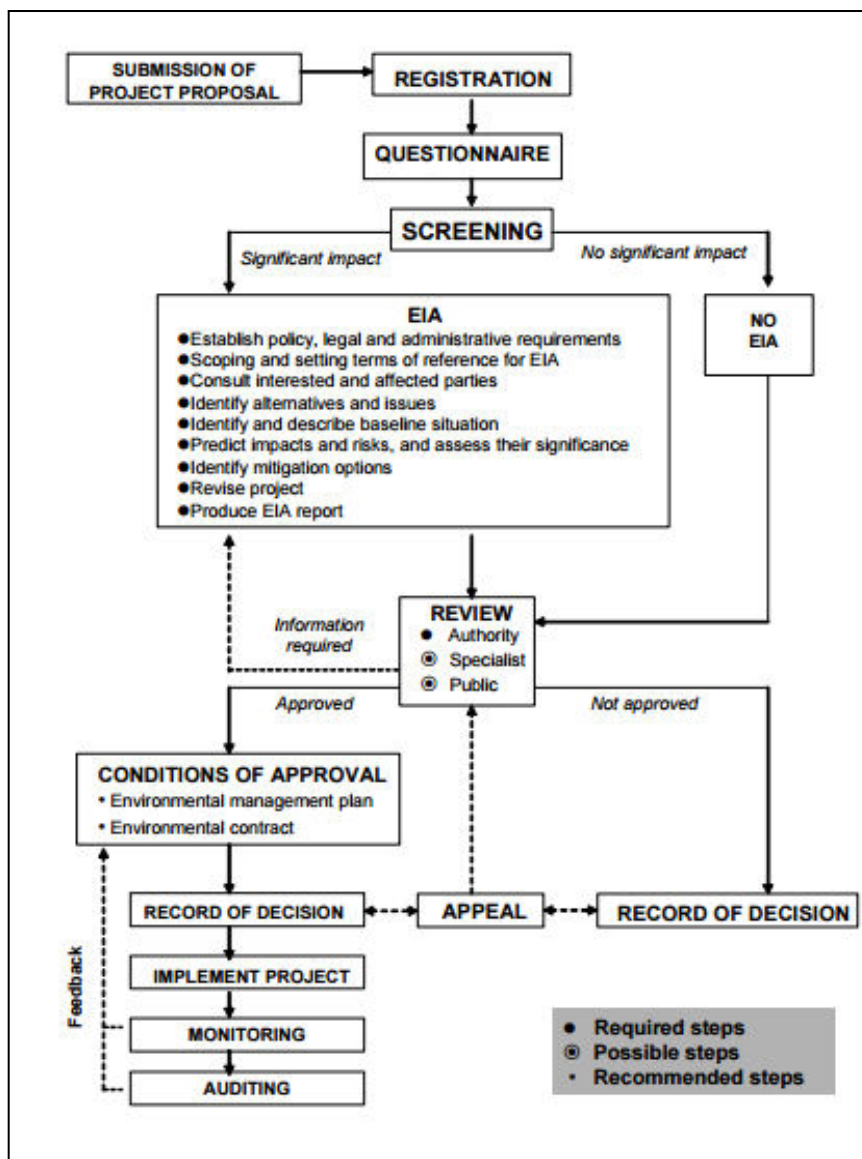 SUBMISSION OF
PROJECT PROPOSAL
REGISTRATION
QUESTIONNAIRE
SCREENING
Significant impact
No significant impact
EIA
●Establish policy, legal and administrative requirements
●Scoping and setting terms of reference for EIA
●Consult interested and affected parties
●Identify alternatives and issues
●Identify and describe baseline situation
●Predict impacts and risks, and assess their significance
●Identify mitigation options
●Revise project
●Produce EIA report
NO
EIA
Information
required
REVIEW
● Authority
◉ Specialist
◉ Public
Approved
Not approved
CONDITIONS OF APPROVAL
• Environmental management plan
• Environmental contract
RECORD OF DECISION
APPEAL
RECORD OF DECISION
IMPLEMENT PROJECT
Feedback
MONITORING
AUDITING
● Required steps
◉ Possible steps
• Recommended steps